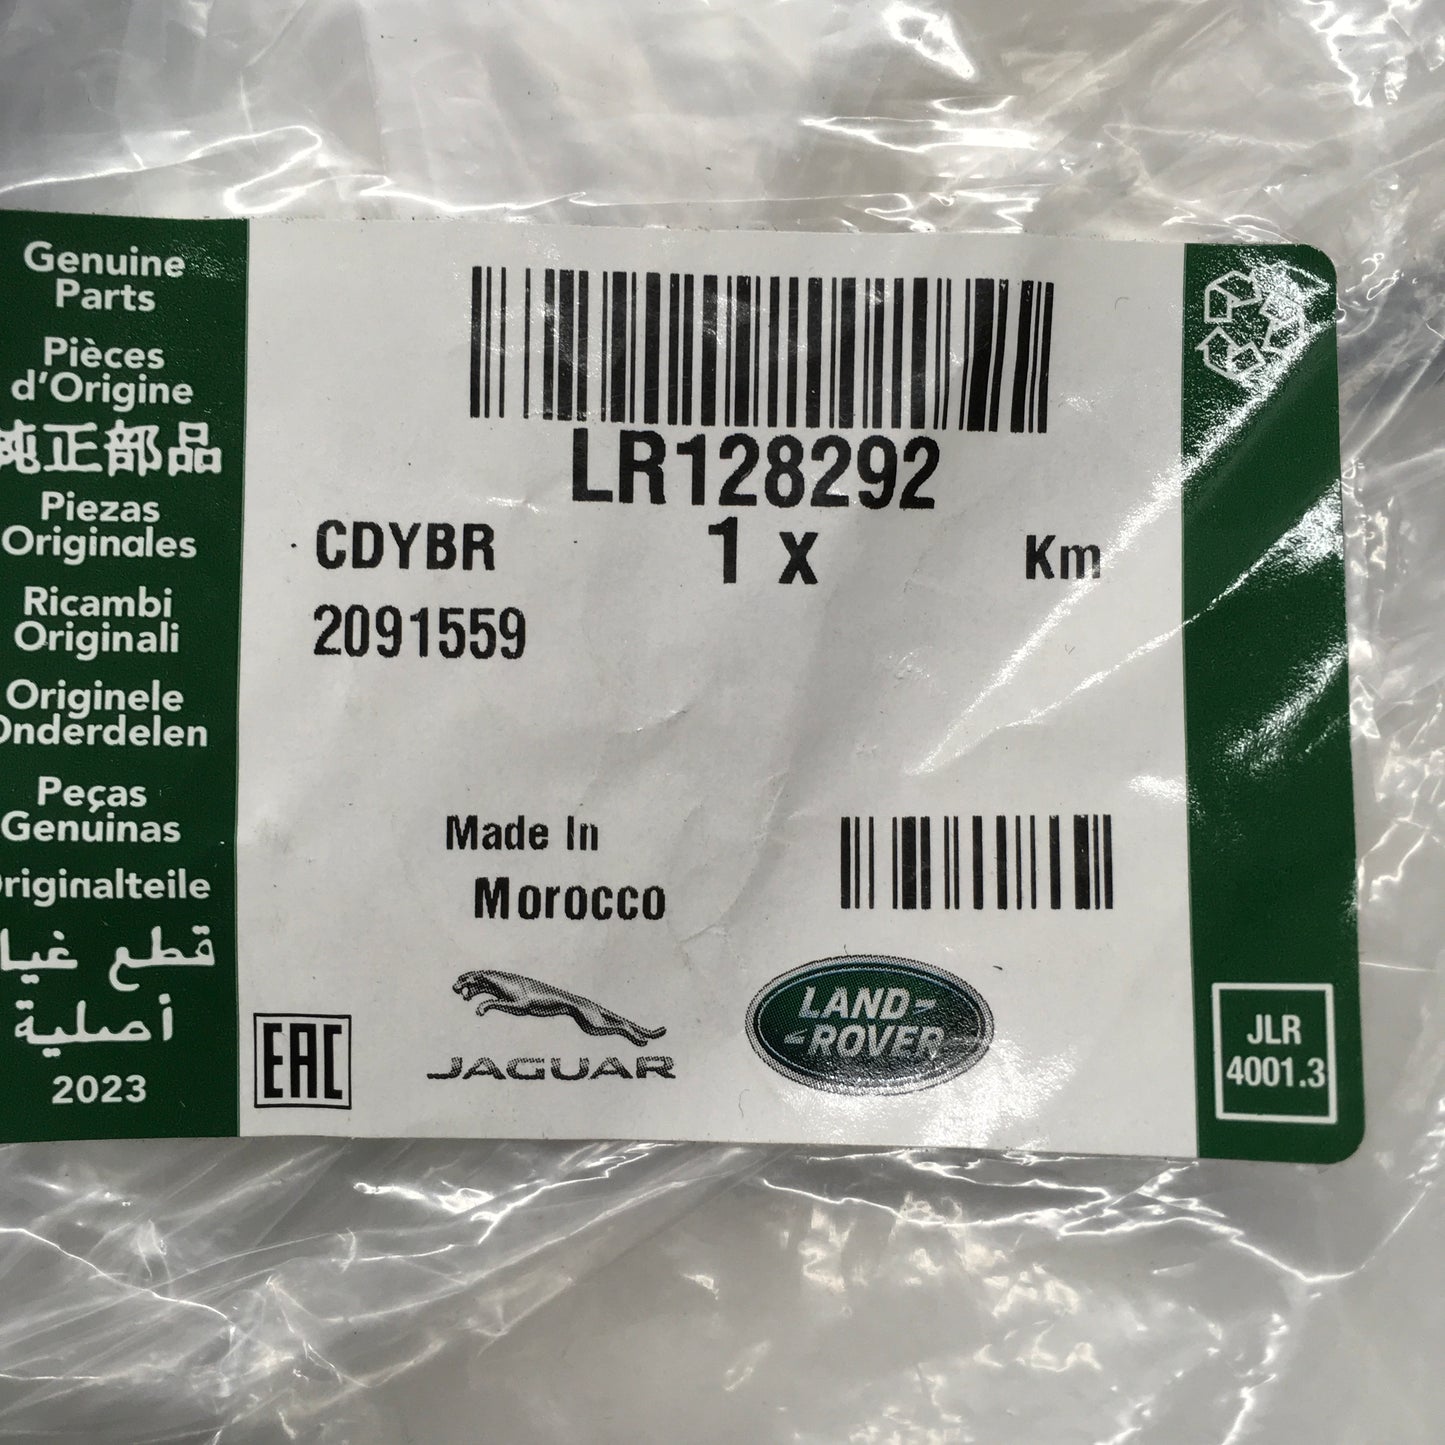 Genuine
Parts
Pièces
d'Origine
純正部品
Piezas
Originales
Ricambi
Originali
Originele
Onderdelen
Peças
Genuinas
Originalteile
قطع غيار
أصلية
2023
LR128292
CDYBR 1 x Km
2091559
Made In
Morocco
EAC
JAGUAR
LAND-
-ROVER
JLR
4001.3